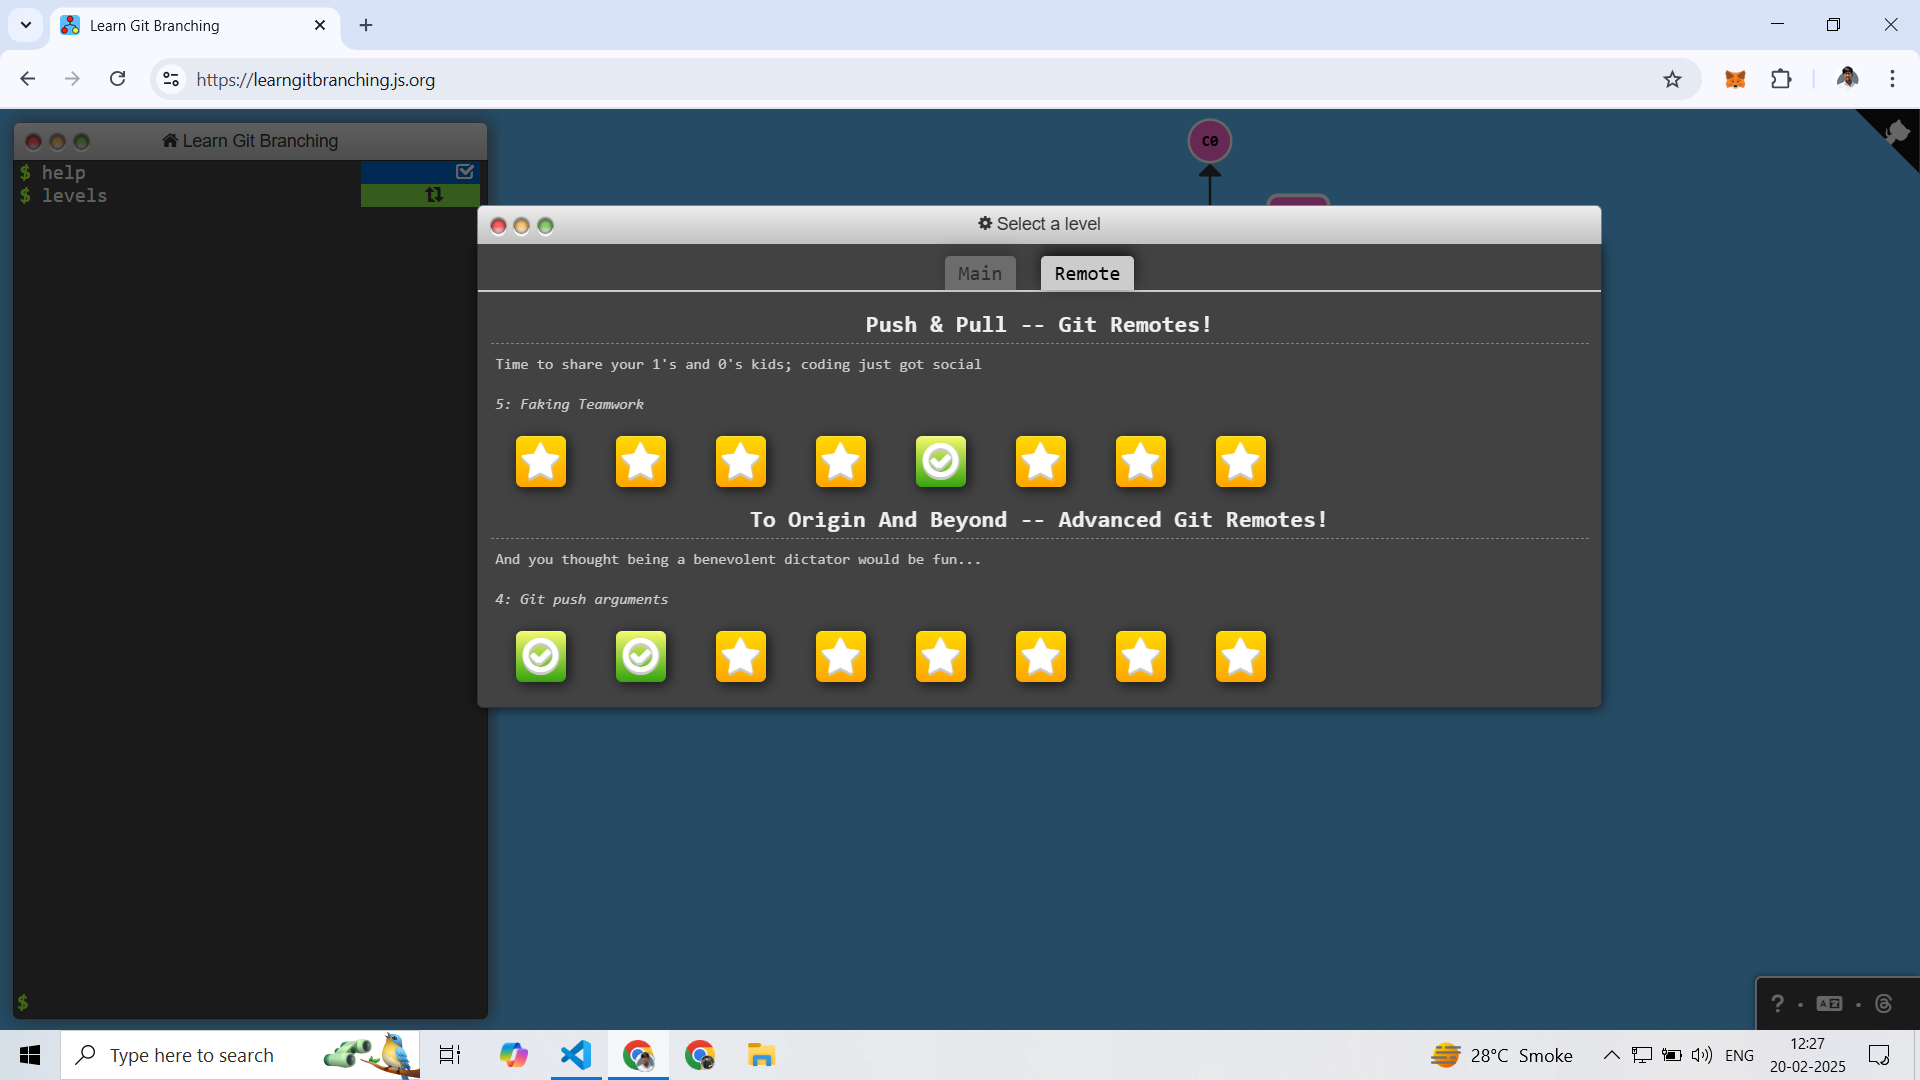 Learn Git Branching
https://learngitbranching.js.org
Learn Git Branching
$ help
$ levels
C0
Select a level
Main
Remote
Push & Pull -- Git Remotes!
Time to share your 1's and 0's kids; coding just got social
5: Faking Teamwork
To Origin And Beyond -- Advanced Git Remotes!
And you thought being a benevolent dictator would be fun...
4: Git push arguments
$
?
Type here to search
28°C Smoke
ENG
12:27
20-02-2025